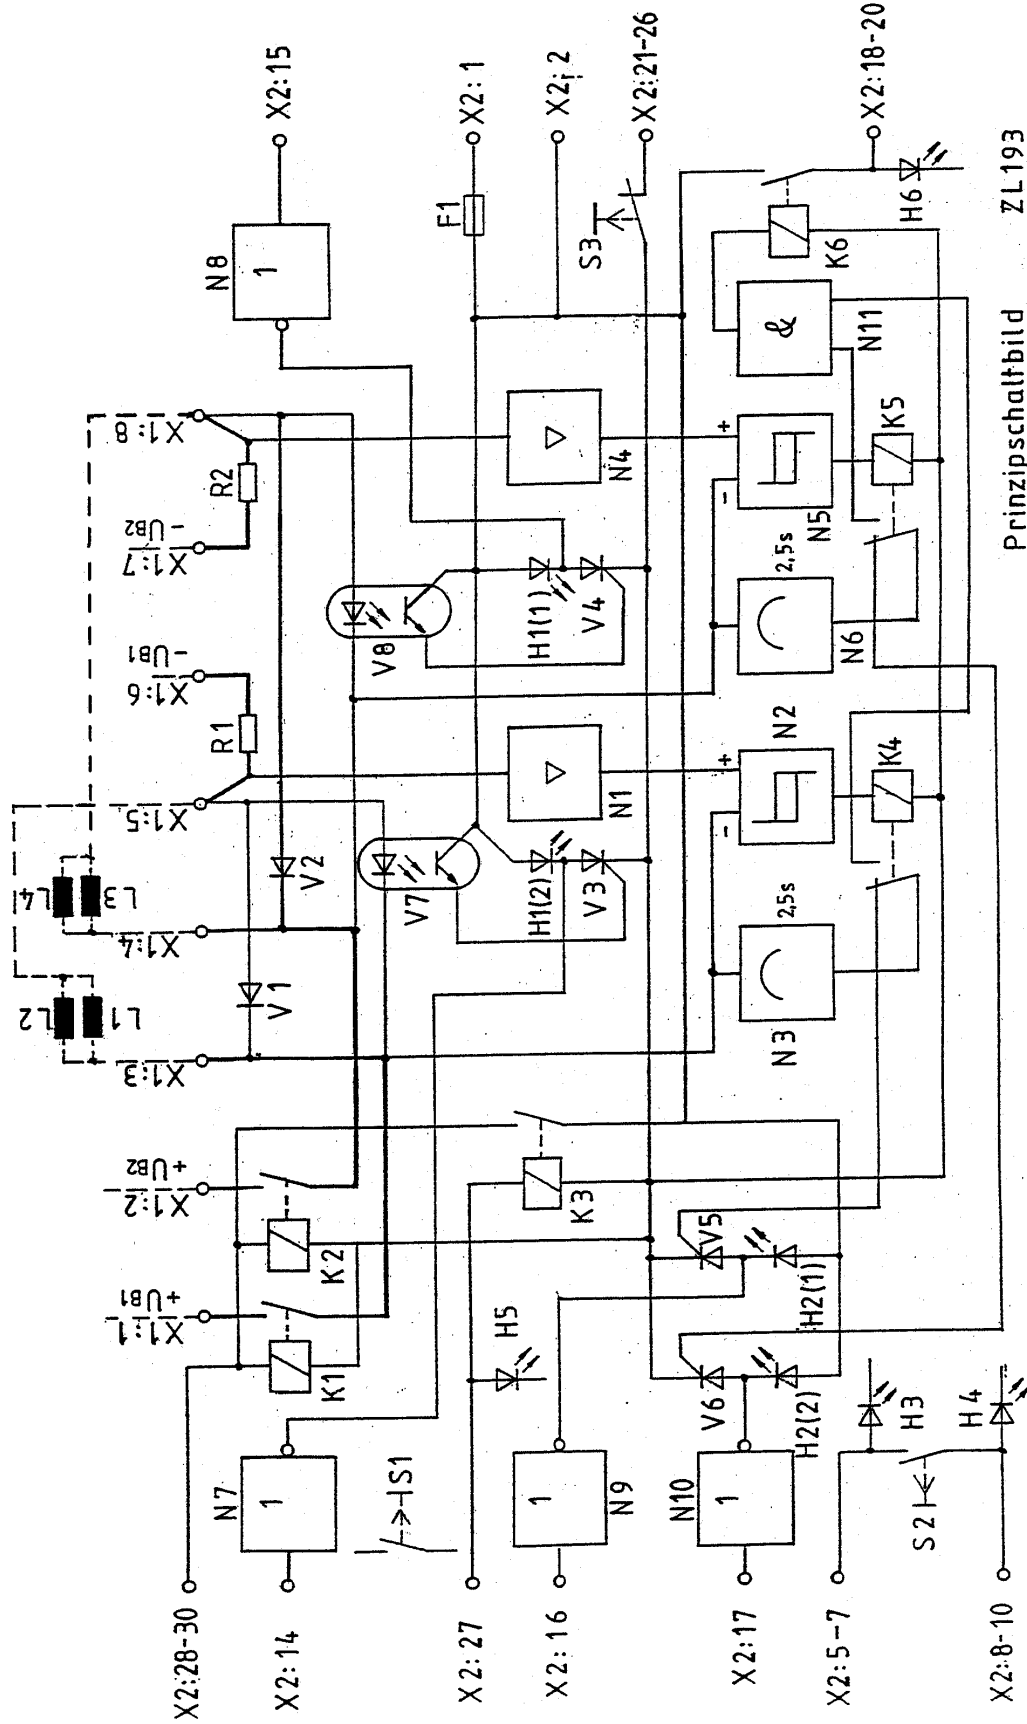 X2:28-30
X2:14
X2:27
X2:16
X2:17
X2:5-7
X2:8-10
N7
1
S1
N9
1
N10
1
S2
H3
H4
H5
V6
H2(2)
V5
H2(1)
K1
K2
K3
X1:1
+UB1
X1:2
+UB2
X1:3
X1:4
X1:5
X1:6
-UB1
X1:7
-UB2
X1:8
L2
L1
L4
L3
V1
V2
R1
R2
V7
V8
H1(2)
V3
H1(1)
V4
N1
▽
N4
▽
N3
2,5s
N2
-
+
K4
N6
2,5s
N5
-
+
K5
N11
&
K6
H6
N8
1
F1
S3
X2:15
X2:1
X2:2
X2:21-26
X2:18-20
Prinzipschaltbild ZL193